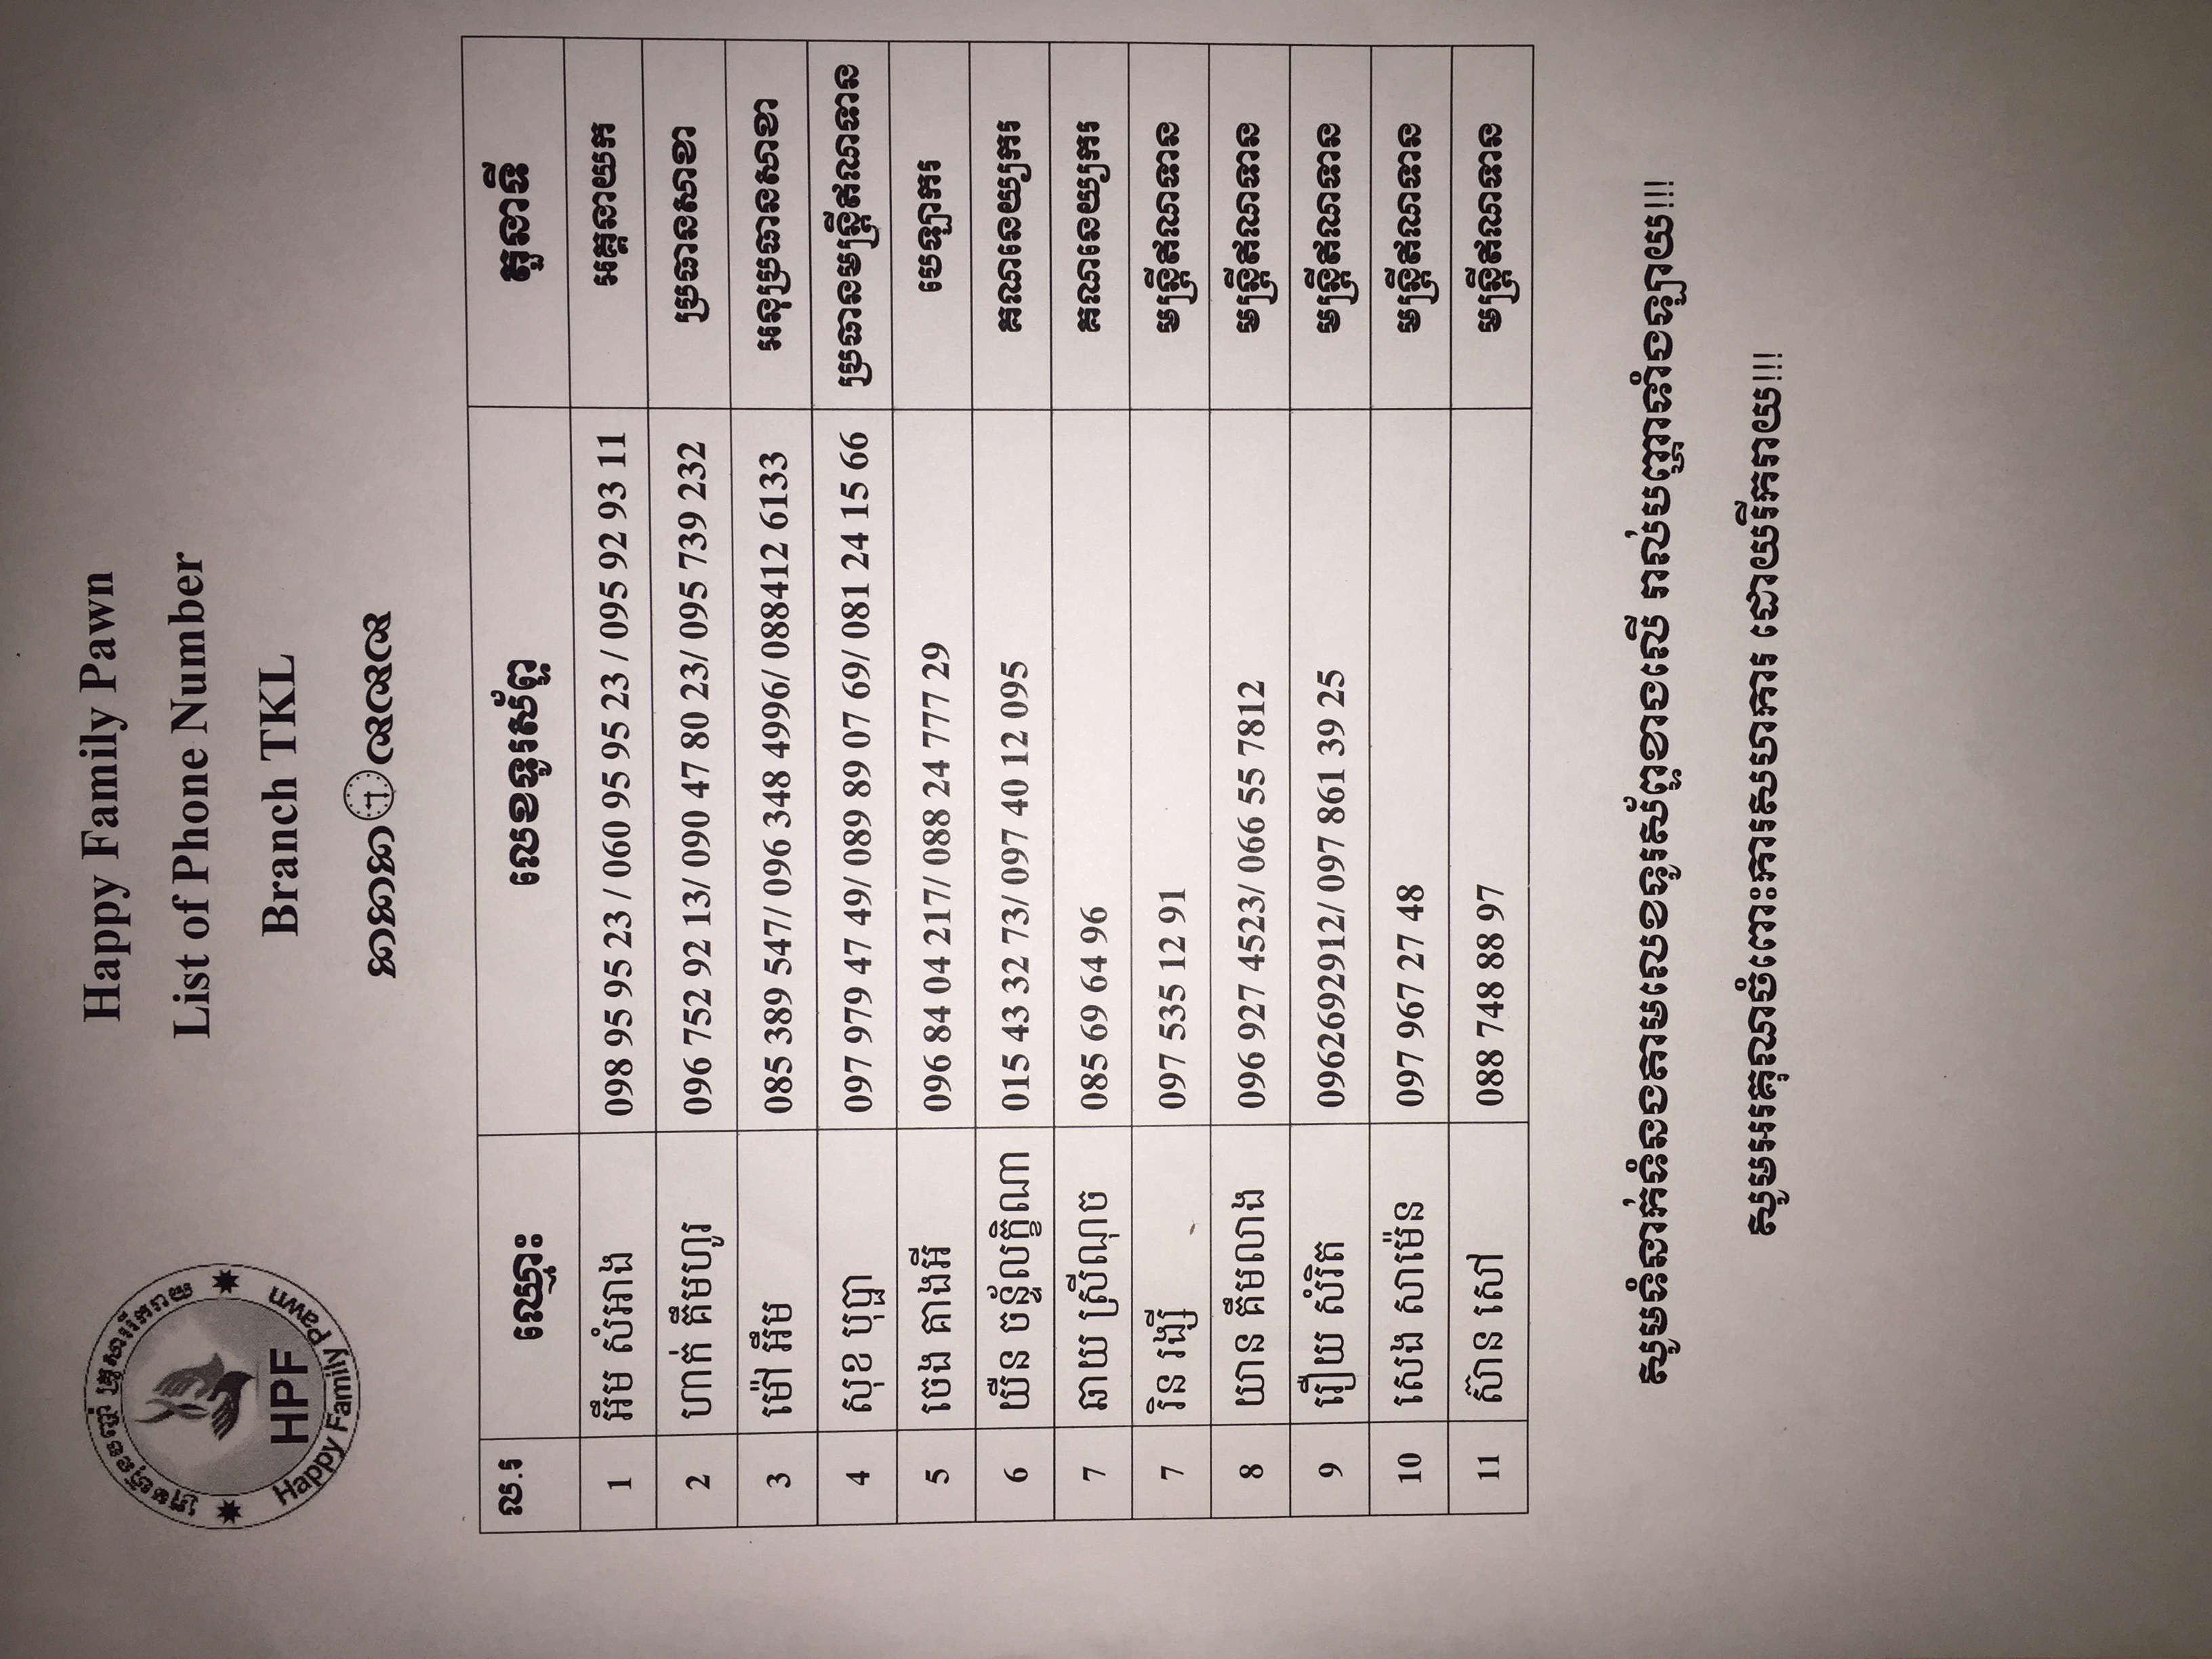 ក្រុមហ៊ុនបញ្ចាំ គ្រួសាររីករាយ
HPF
Happy Family Pawn
Happy Family Pawn
List of Phone Number
Branch TKL
ល.រ ឈ្មោះ លេខទូរស័ព្ទ តួនាទី
1 អឹម សំអាង 098 95 95 23 / 060 95 95 23 / 095 92 93 11 អគ្គនាយក
2 ហាក់ គឹមហូរ 096 752 92 13/ 090 47 80 23/ 095 739 232 ប្រធានសាខា
3 ម៉ៅ អឹម 085 389 547/ 096 348 4996/ 088412 6133 អនុប្រធានសាខា
4 សុខ បុប្ផា 097 979 47 49/ 089 89 07 69/ 081 24 15 66 ប្រធានមន្ត្រីឥណទាន
5 ចេង គាងអី 096 84 04 217/ 088 24 777 29 បេឡាករ
6 យឺន ចន្ទ័លក្ខិណា 015 43 32 73/ 097 40 12 095 គណនេយ្យករ
7 ឆាយ ស្រីណុច 085 69 64 96 គណនេយ្យករ
7 រិន រង្ស៊ី 097 535 12 91 មន្ត្រីឥណទាន
8 យាន គឹមលាង 096 927 4523/ 066 55 7812 មន្ត្រីឥណទាន
9 រឿយ សំរិត 0962692912/ 097 861 39 25 មន្ត្រីឥណទាន
10 សេង សាម៉េន 097 967 27 48 មន្ត្រីឥណទាន
11 ស៊ាន សៅ 088 748 88 97 មន្ត្រីឥណទាន
សូមទំនាក់ទំនងតាមលេខទូរស័ព្ទខាងលើ រាល់បញ្ហាទាំងឡាយ!!!
សូមអរគុណចំពោះការសហការ ដោយរីករាយ!!!